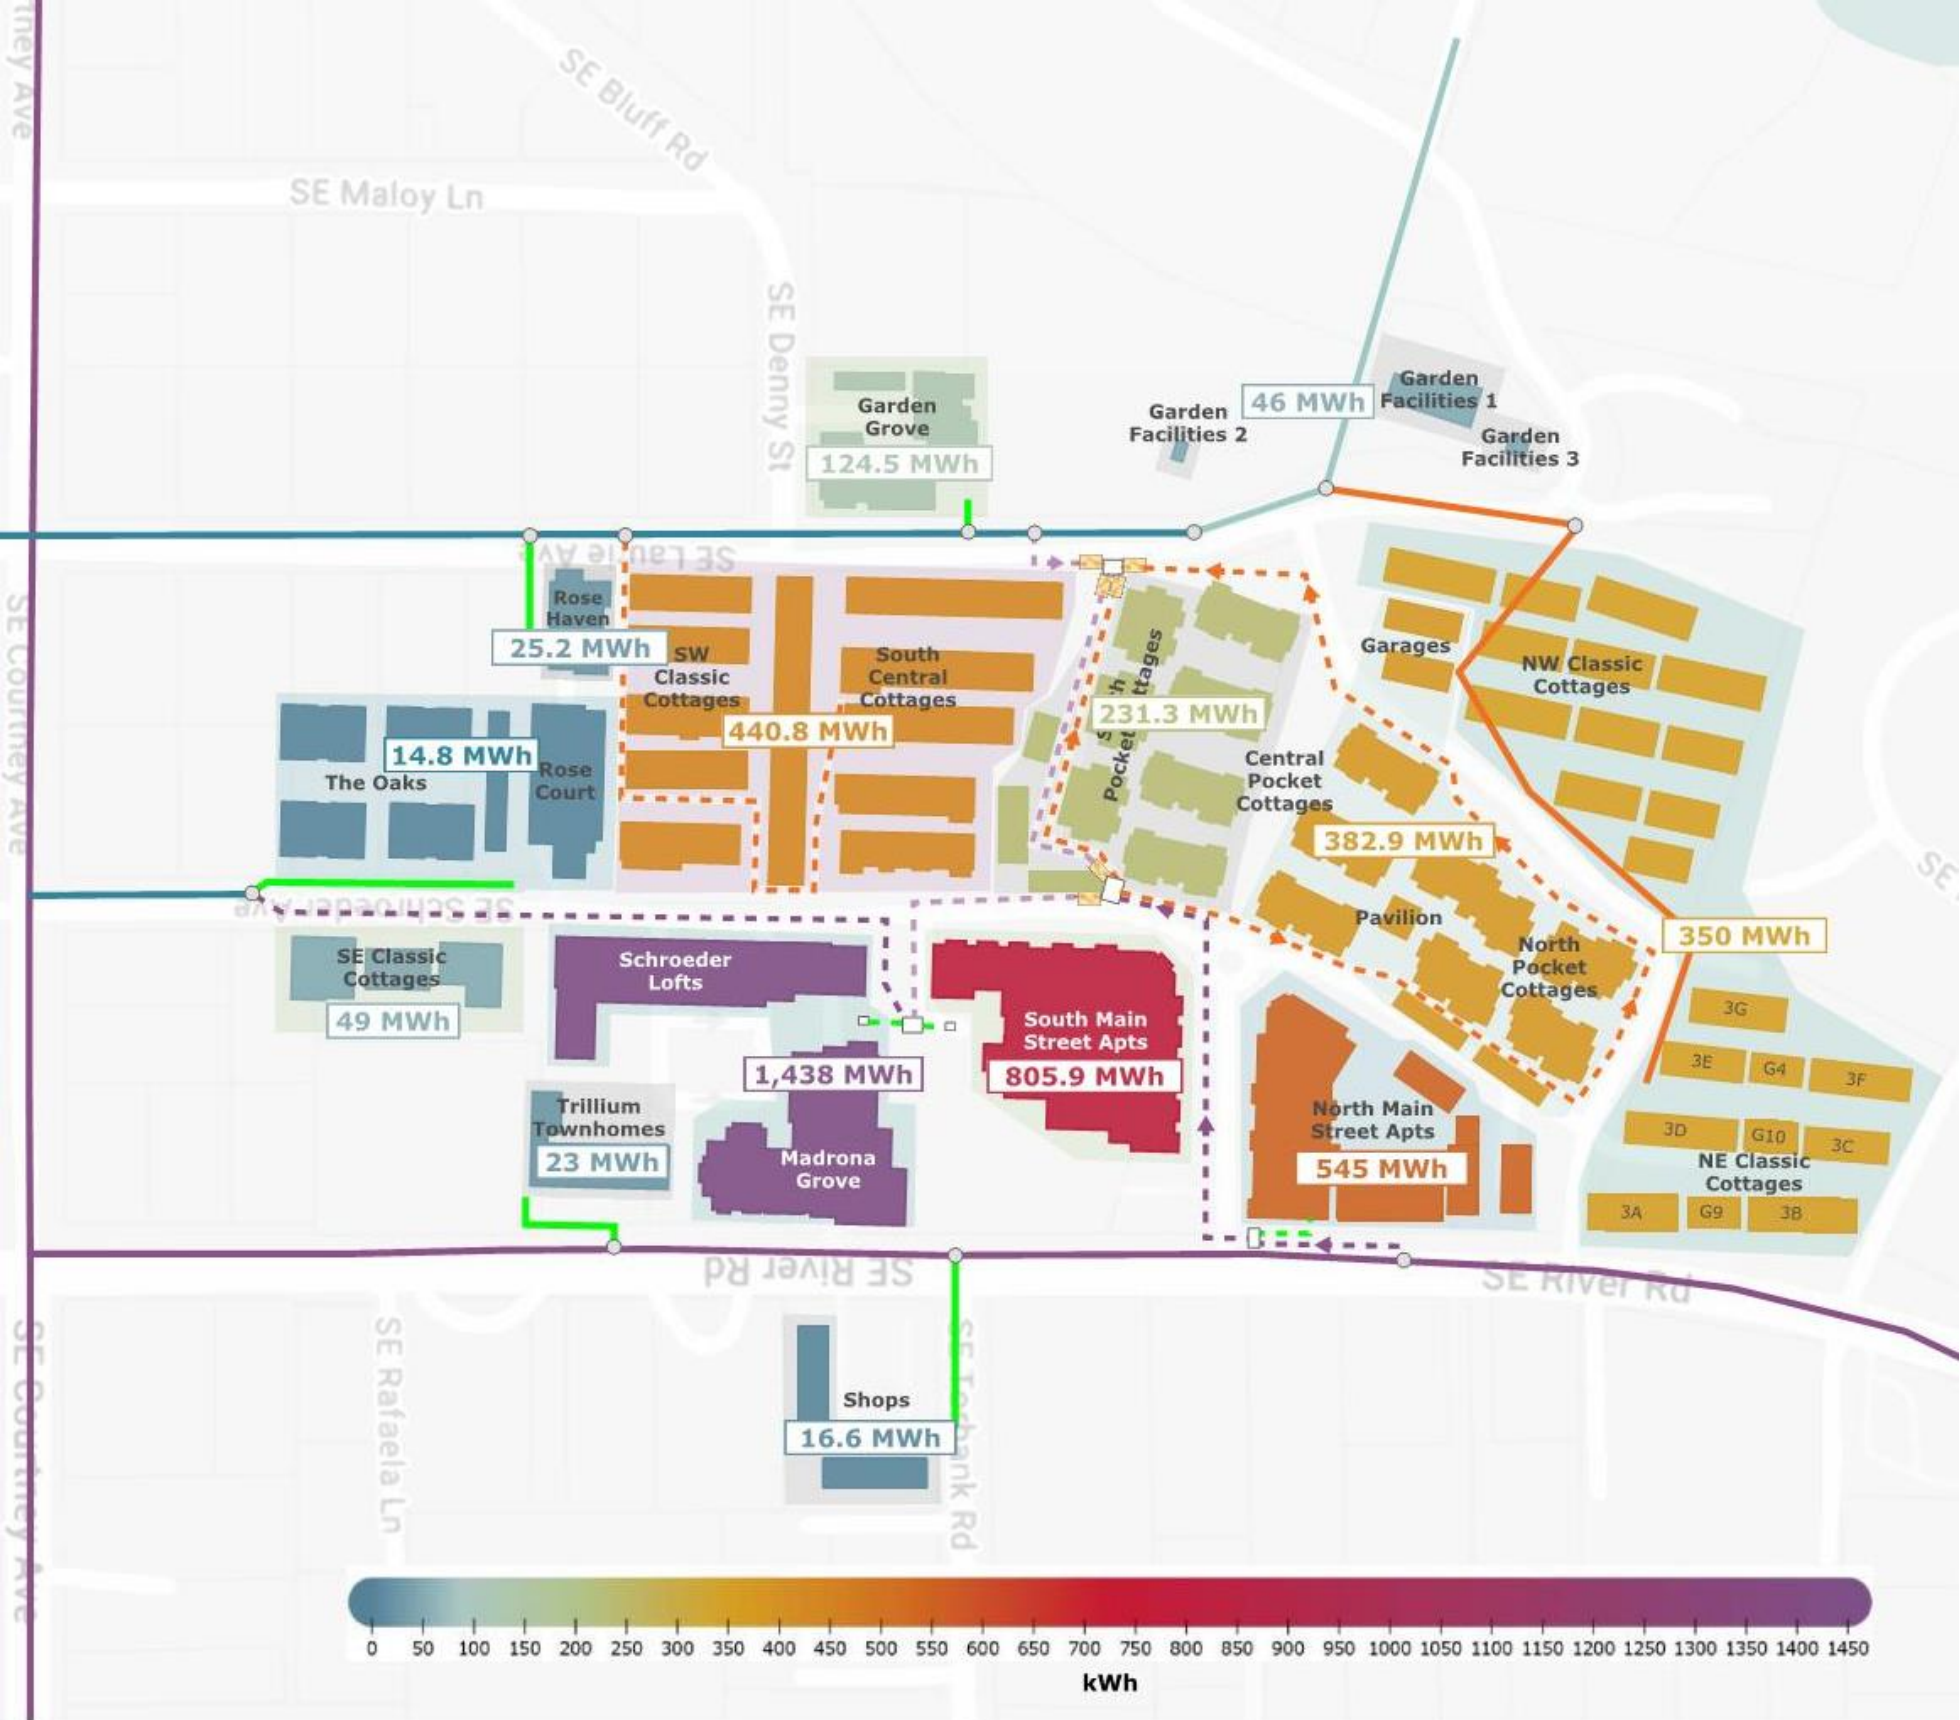 tney Ave
SE Bluff Rd
SE Maloy Ln
SE Denny St
Garden
Grove
124.5 MWh
Garden
Facilities 2
46 MWh
Garden
Facilities 1
Garden
Facilities 3
SE Courtney Ave
Rose
Haven
25.2 MWh
SW
Classic
Cottages
South
Central
Cottages
440.8 MWh
231.3 MWh
Central
Pocket
Cottages
Garages
NW Classic
Cottages
14.8 MWh
The Oaks
Rose
Court
382.9 MWh
Pavilion
North
Pocket
Cottages
350 MWh
SE
SE Schroeder Ave
SE Classic
Cottages
49 MWh
Schroeder
Lofts
1,438 MWh
South Main
Street Apts
805.9 MWh
Trillium
Townhomes
23 MWh
Madrona
Grove
North Main
Street Apts
545 MWh
3G
3E
G4
3F
3D
G10
3C
NE Classic
Cottages
3A
G9
3B
SE River Rd
SE River Rd
SE Courtney Ave
SE Rafaela Ln
Shops
16.6 MWh
0 50 100 150 200 250 300 350 400 450 500 550 600 650 700 750 800 850 900 950 1000 1050 1100 1150 1200 1250 1300 1350 1400 1450
kWh